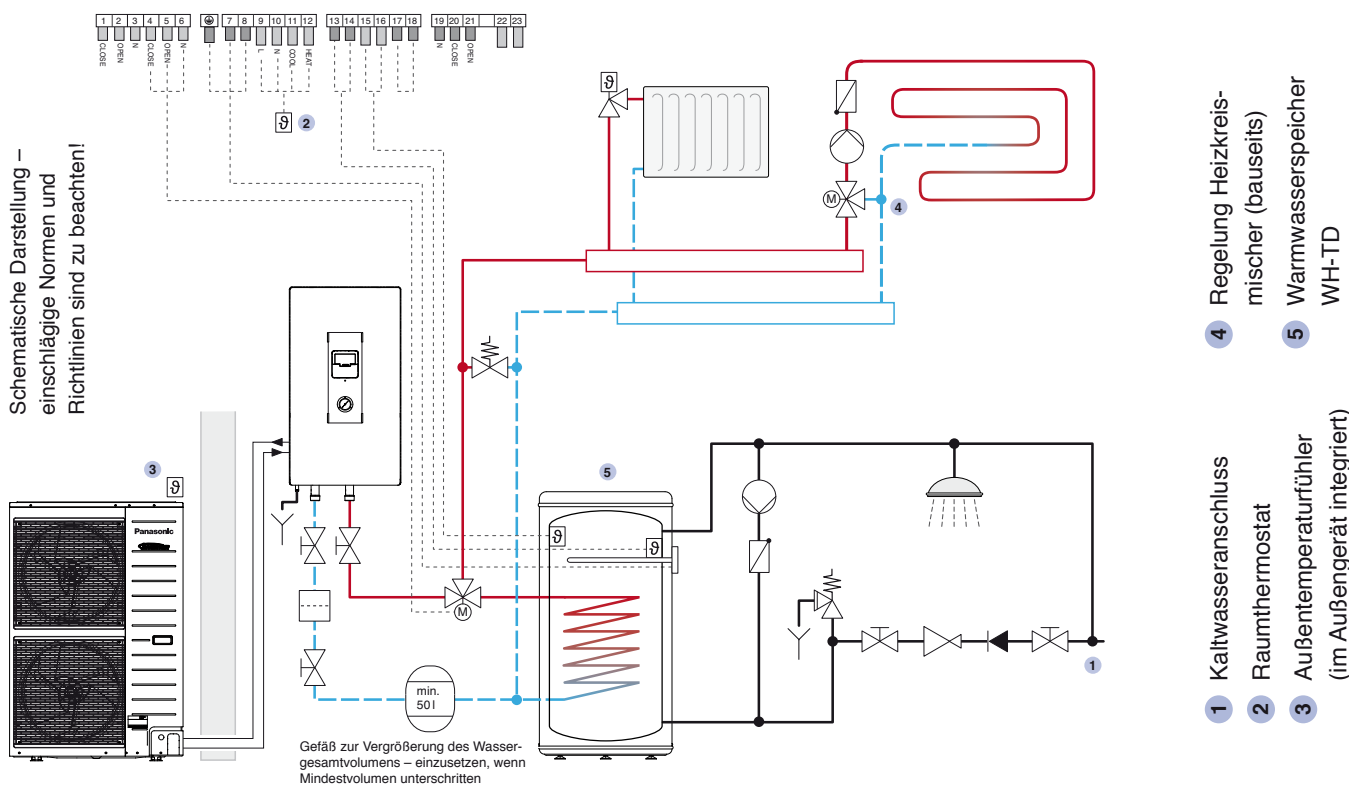 1 2 3 4 5 6 7 8 9 10 11 12 13 14 15 16 17 18 19 20 21 22 23
CLOSE OPEN N CLOSE OPEN N L N COOL HEAT N CLOSE OPEN
ϑ 2
Schematische Darstellung –
einschlägige Normen und
Richtlinien sind zu beachten!
ϑ
M
4
3
ϑ
Panasonic
5
ϑ
ϑ
M
min.
50 l
1
Gefäß zur Vergrößerung des Wasser-
gesamtvolumens – einzusetzen, wenn
Mindestvolumen unterschritten
1 Kaltwasseranschluss
2 Raumthermostat
3 Außentemperaturfühler
(im Außengerät integriert)
4 Regelung Heizkreis-
mischer (bauseits)
5 Warmwasserspeicher
WH-TD